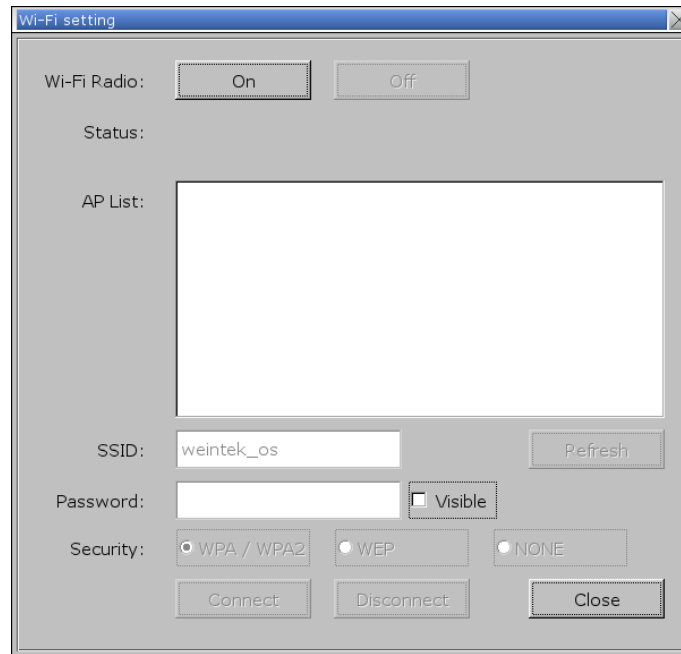 Wi-Fi setting
Wi-Fi Radio: On Off
Status:
AP List:
SSID: weintek_os Refresh
Password: Visible
Security: WPA / WPA2 WEP NONE
Connect Disconnect Close